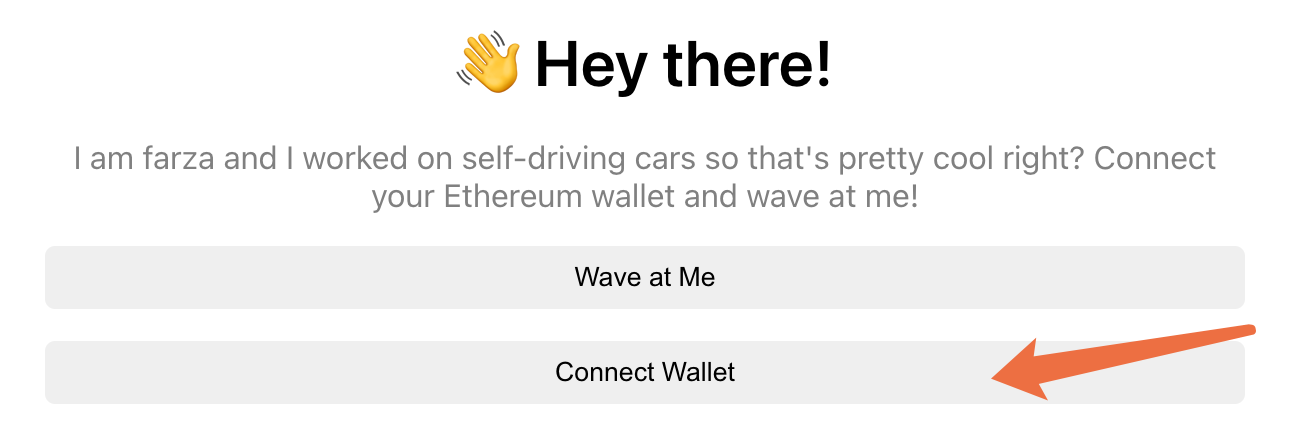 👋 Hey there!
I am farza and I worked on self-driving cars so that's pretty cool right? Connect
your Ethereum wallet and wave at me!
Wave at Me
Connect Wallet